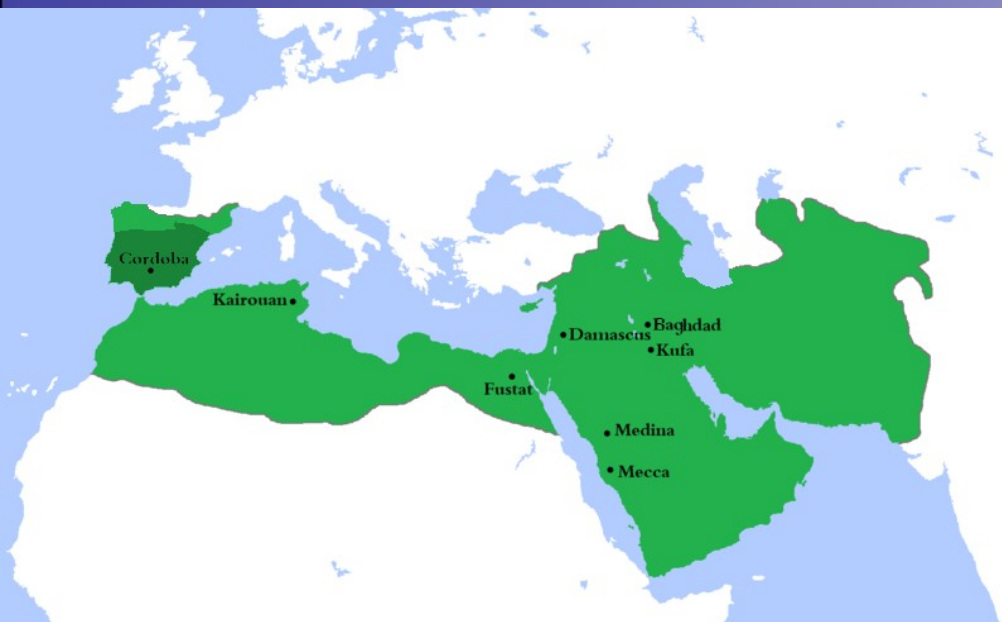 Cordoba
Kairouan
Baghdad
Damascus
Kufa
Fustat
Medina
Mecca